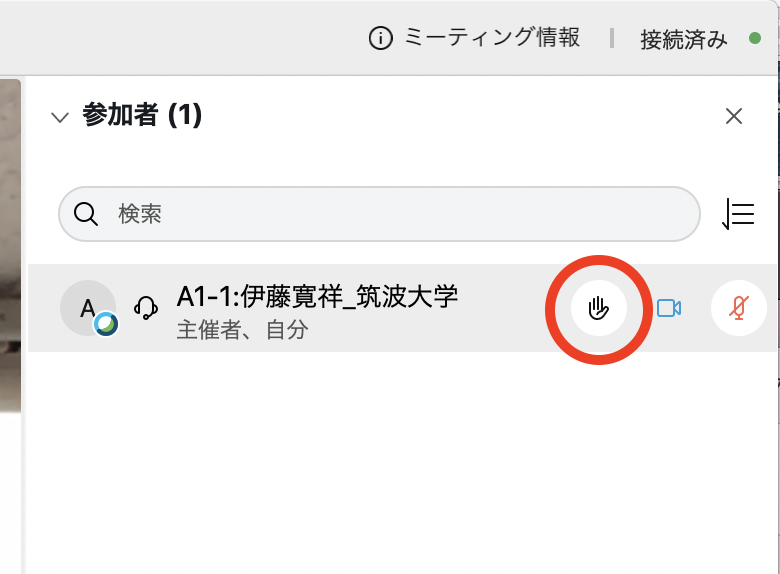 ミーティング情報
接続済み
参加者 (1)
検索
A
A1-1:伊藤寛祥_筑波大学
主催者、自分